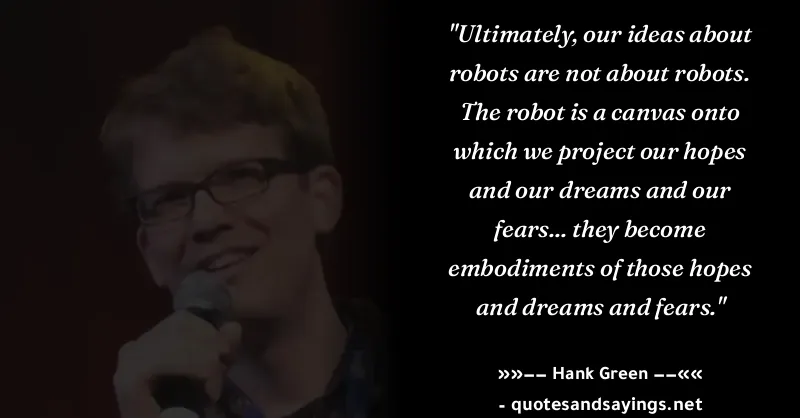 "Ultimately, our ideas about
robots are not about robots.
The robot is a canvas onto
which we project our hopes
and our dreams and our
fears... they become
embodiments of those hopes
and dreams and fears."
»»−− Hank Green −−««
- quotesandsayings.net